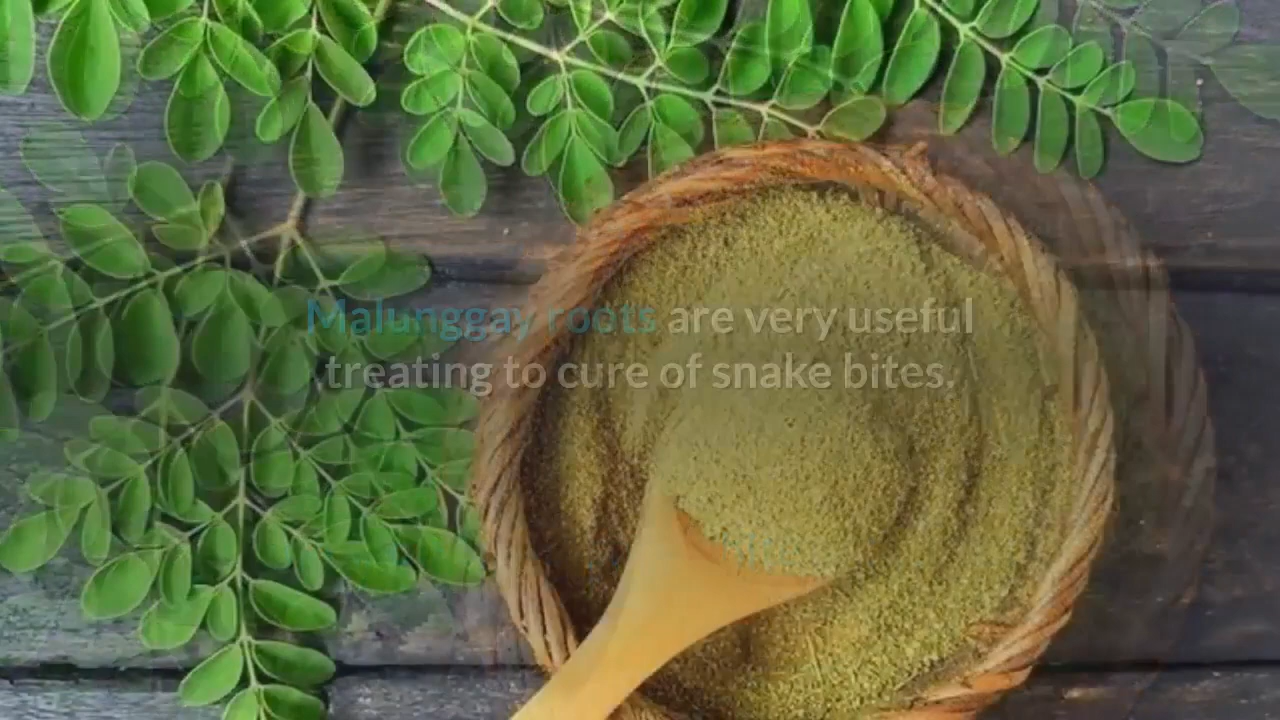 Malunggay roots are very useful
treating to cure of snake bites.